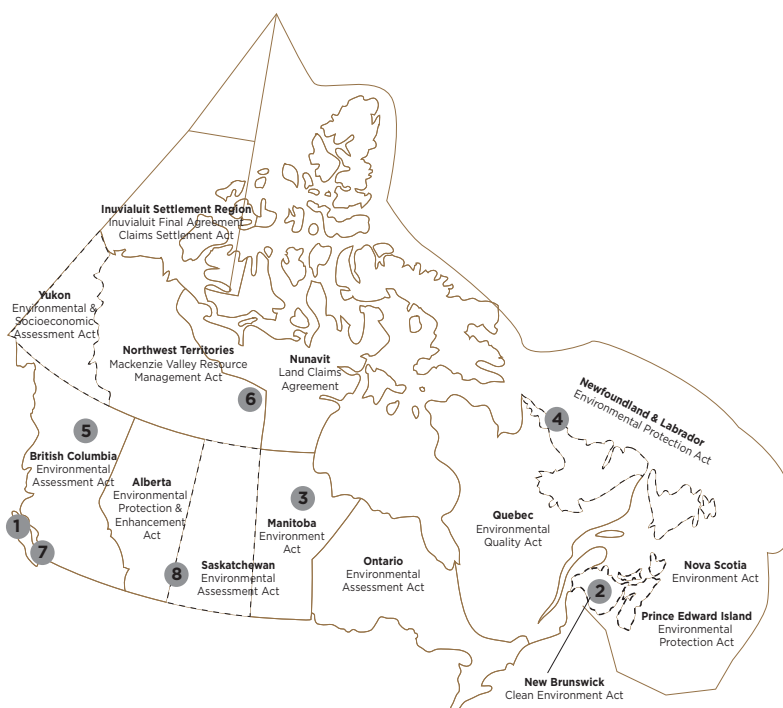 Inuvialuit Settlement Region
Inuvialuit Final Agreement
Claims Settlement Act
Yukon
Environmental &
Socioeconomic
Assessment Act
Northwest Territories
Mackenzie Valley Resource
Management Act
Nunavit
Land Claims
Agreement
6
4
Newfoundland & Labrador
Environmental Protection Act
5
British Columbia
Environmental
Assessment Act
Alberta
Environmental
Protection &
Enhancement
Act
3
Manitoba
Environment
Act
1
7
8
Saskatchewan
Environmental
Assessment Act
Ontario
Environmental
Assessment Act
Quebec
Environmental
Quality Act
2
Nova Scotia
Environment Act
Prince Edward Island
Environmental
Protection Act
New Brunswick
Clean Environment Act